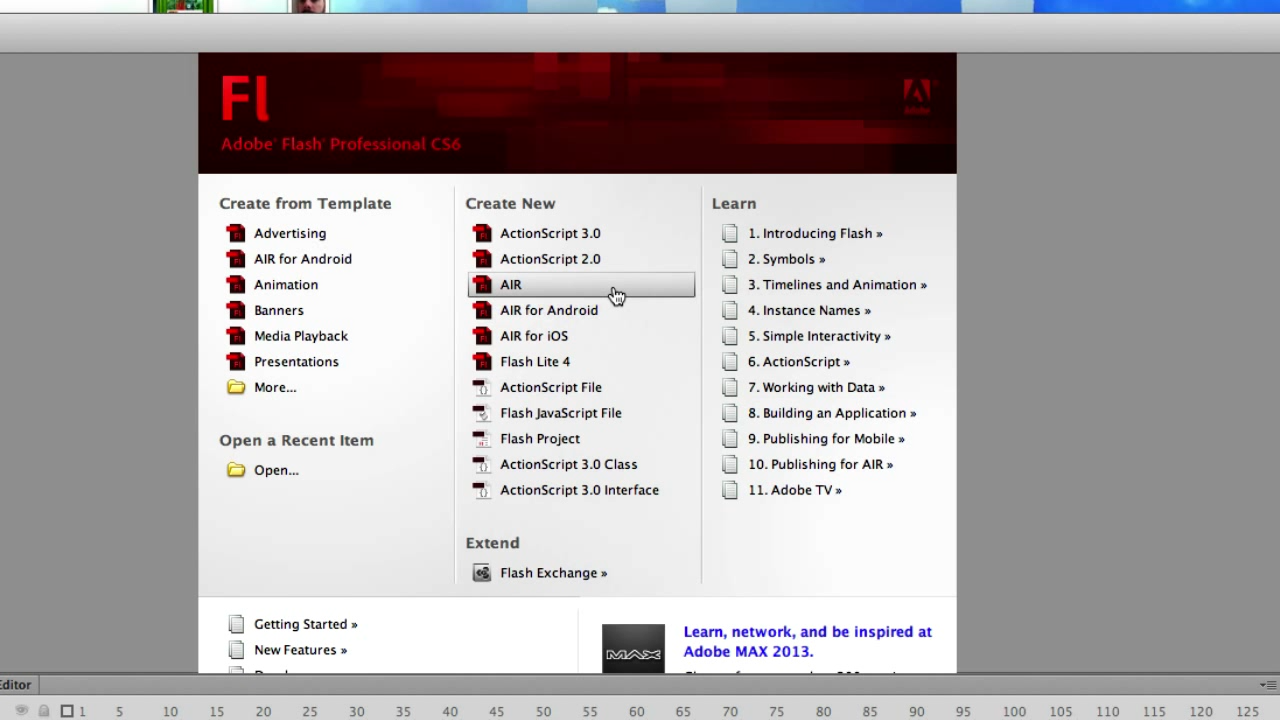 Fl
Adobe
Adobe® Flash® Professional CS6
Create from Template
Advertising
AIR for Android
Animation
Banners
Media Playback
Presentations
More...
Open a Recent Item
Open...
Create New
ActionScript 3.0
ActionScript 2.0
AIR
AIR for Android
AIR for iOS
Flash Lite 4
ActionScript File
Flash JavaScript File
Flash Project
ActionScript 3.0 Class
ActionScript 3.0 Interface
Extend
Flash Exchange »
Learn
1. Introducing Flash »
2. Symbols »
3. Timelines and Animation »
4. Instance Names »
5. Simple Interactivity »
6. ActionScript »
7. Working with Data »
8. Building an Application »
9. Publishing for Mobile »
10. Publishing for AIR »
11. Adobe TV »
Getting Started »
New Features »
MAX
Learn, network, and be inspired at
Adobe MAX 2013.
Editor
1 5 10 15 20 25 30 35 40 45 50 55 60 65 70 75 80 85 90 95 100 105 110 115 120 125